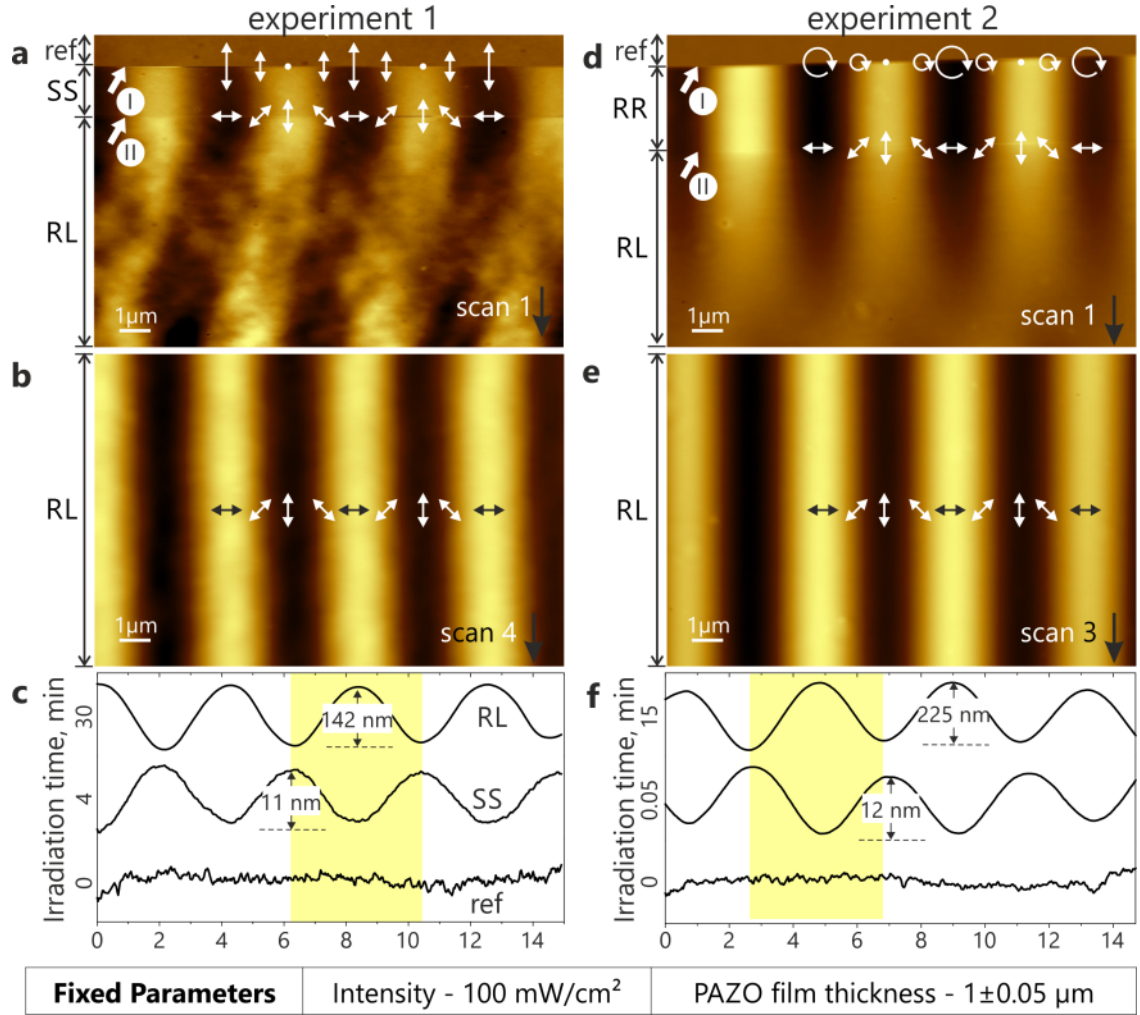 experiment 1
experiment 2
a
ref
SS
RL
I
II
1μm
scan 1
d
ref
RR
RL
I
II
1μm
scan 1
b
RL
1μm
scan 4
e
RL
1μm
scan 3
c
Irradiation time, min
30
4
0
142 nm
RL
11 nm
SS
ref
0 2 4 6 8 10 12 14
f
Irradiation time, min
15
0.05
0
225 nm
12 nm
0 2 4 6 8 10 12 14
Fixed Parameters
Intensity - 100 mW/cm²
PAZO film thickness - 1±0.05 μm